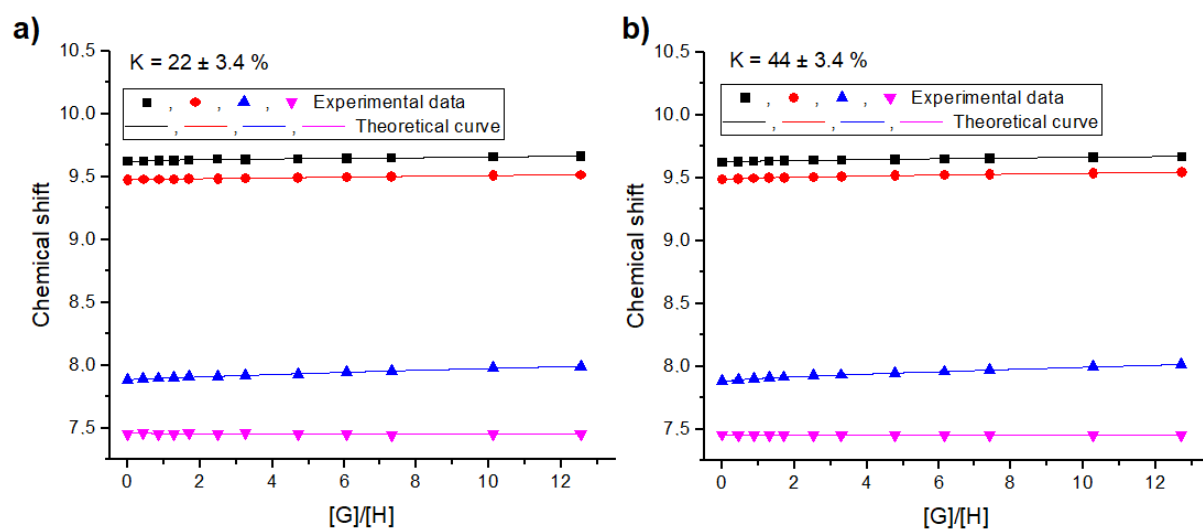 a)
K = 22 ± 3.4 %
, , , Experimental data
, , , Theoretical curve
10.5
10.0
9.5
9.0
8.5
8.0
7.5
Chemical shift
0 2 4 6 8 10 12
[G]/[H]
b)
K = 44 ± 3.4 %
, , , Experimental data
, , , Theoretical curve
10.5
10.0
9.5
9.0
8.5
8.0
7.5
Chemical shift
0 2 4 6 8 10 12
[G]/[H]